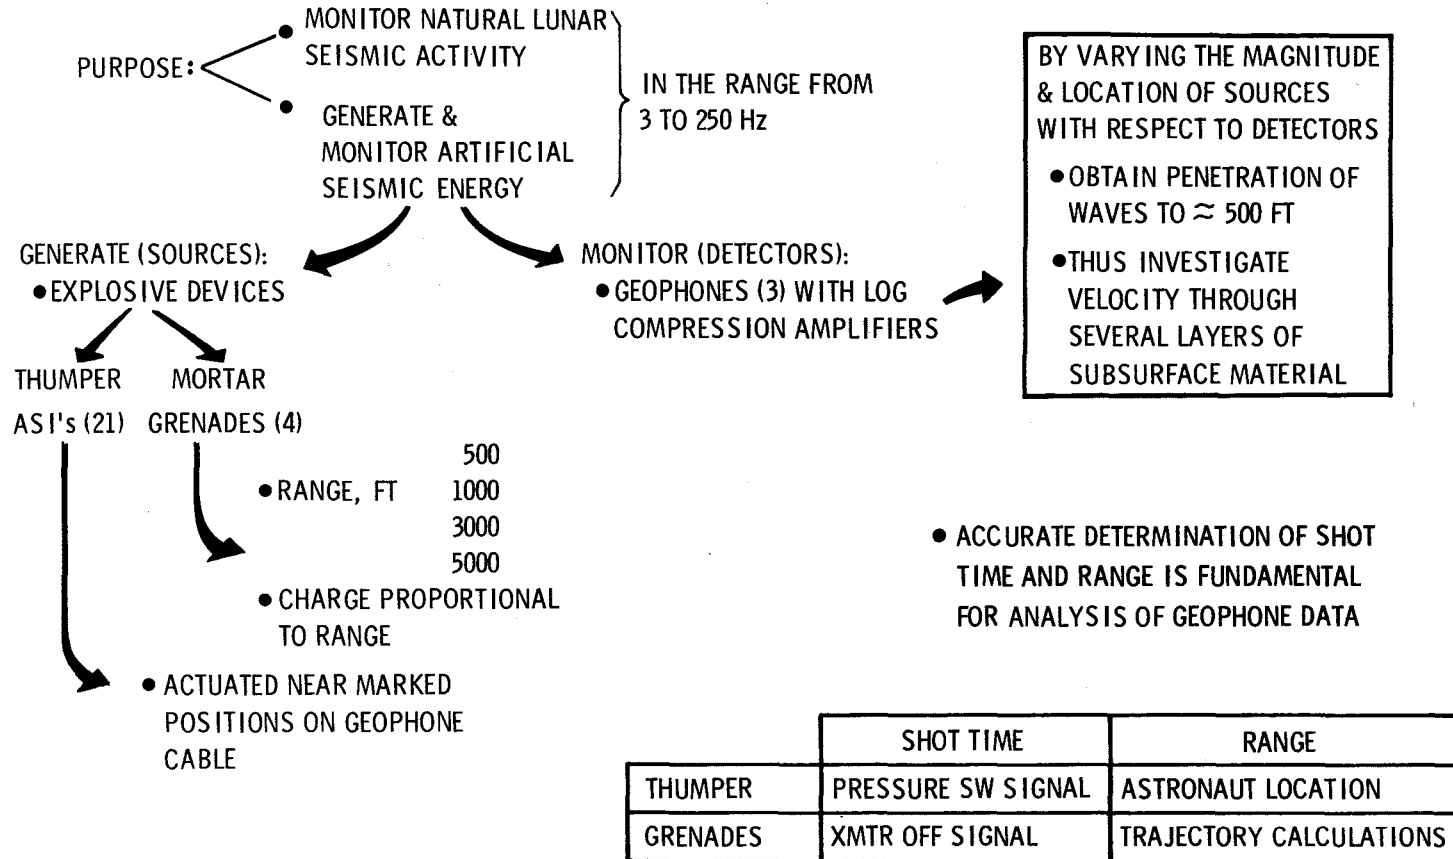 PURPOSE:
● MONITOR NATURAL LUNAR
SEISMIC ACTIVITY
● GENERATE &
MONITOR ARTIFICIAL
SEISMIC ENERGY
IN THE RANGE FROM
3 TO 250 Hz
GENERATE (SOURCES):
● EXPLOSIVE DEVICES
THUMPER
ASI's (21)
MORTAR
GRENADES (4)
● RANGE, FT
500
1000
3000
5000
● CHARGE PROPORTIONAL
TO RANGE
● ACTUATED NEAR MARKED
POSITIONS ON GEOPHONE
CABLE
MONITOR (DETECTORS):
● GEOPHONES (3) WITH LOG
COMPRESSION AMPLIFIERS
BY VARYING THE MAGNITUDE
& LOCATION OF SOURCES
WITH RESPECT TO DETECTORS
● OBTAIN PENETRATION OF
WAVES TO ≈ 500 FT
● THUS INVESTIGATE
VELOCITY THROUGH
SEVERAL LAYERS OF
SUBSURFACE MATERIAL
● ACCURATE DETERMINATION OF SHOT
TIME AND RANGE IS FUNDAMENTAL
FOR ANALYSIS OF GEOPHONE DATA
SHOT TIME RANGE
THUMPER PRESSURE SW SIGNAL ASTRONAUT LOCATION
GRENADES XMTR OFF SIGNAL TRAJECTORY CALCULATIONS